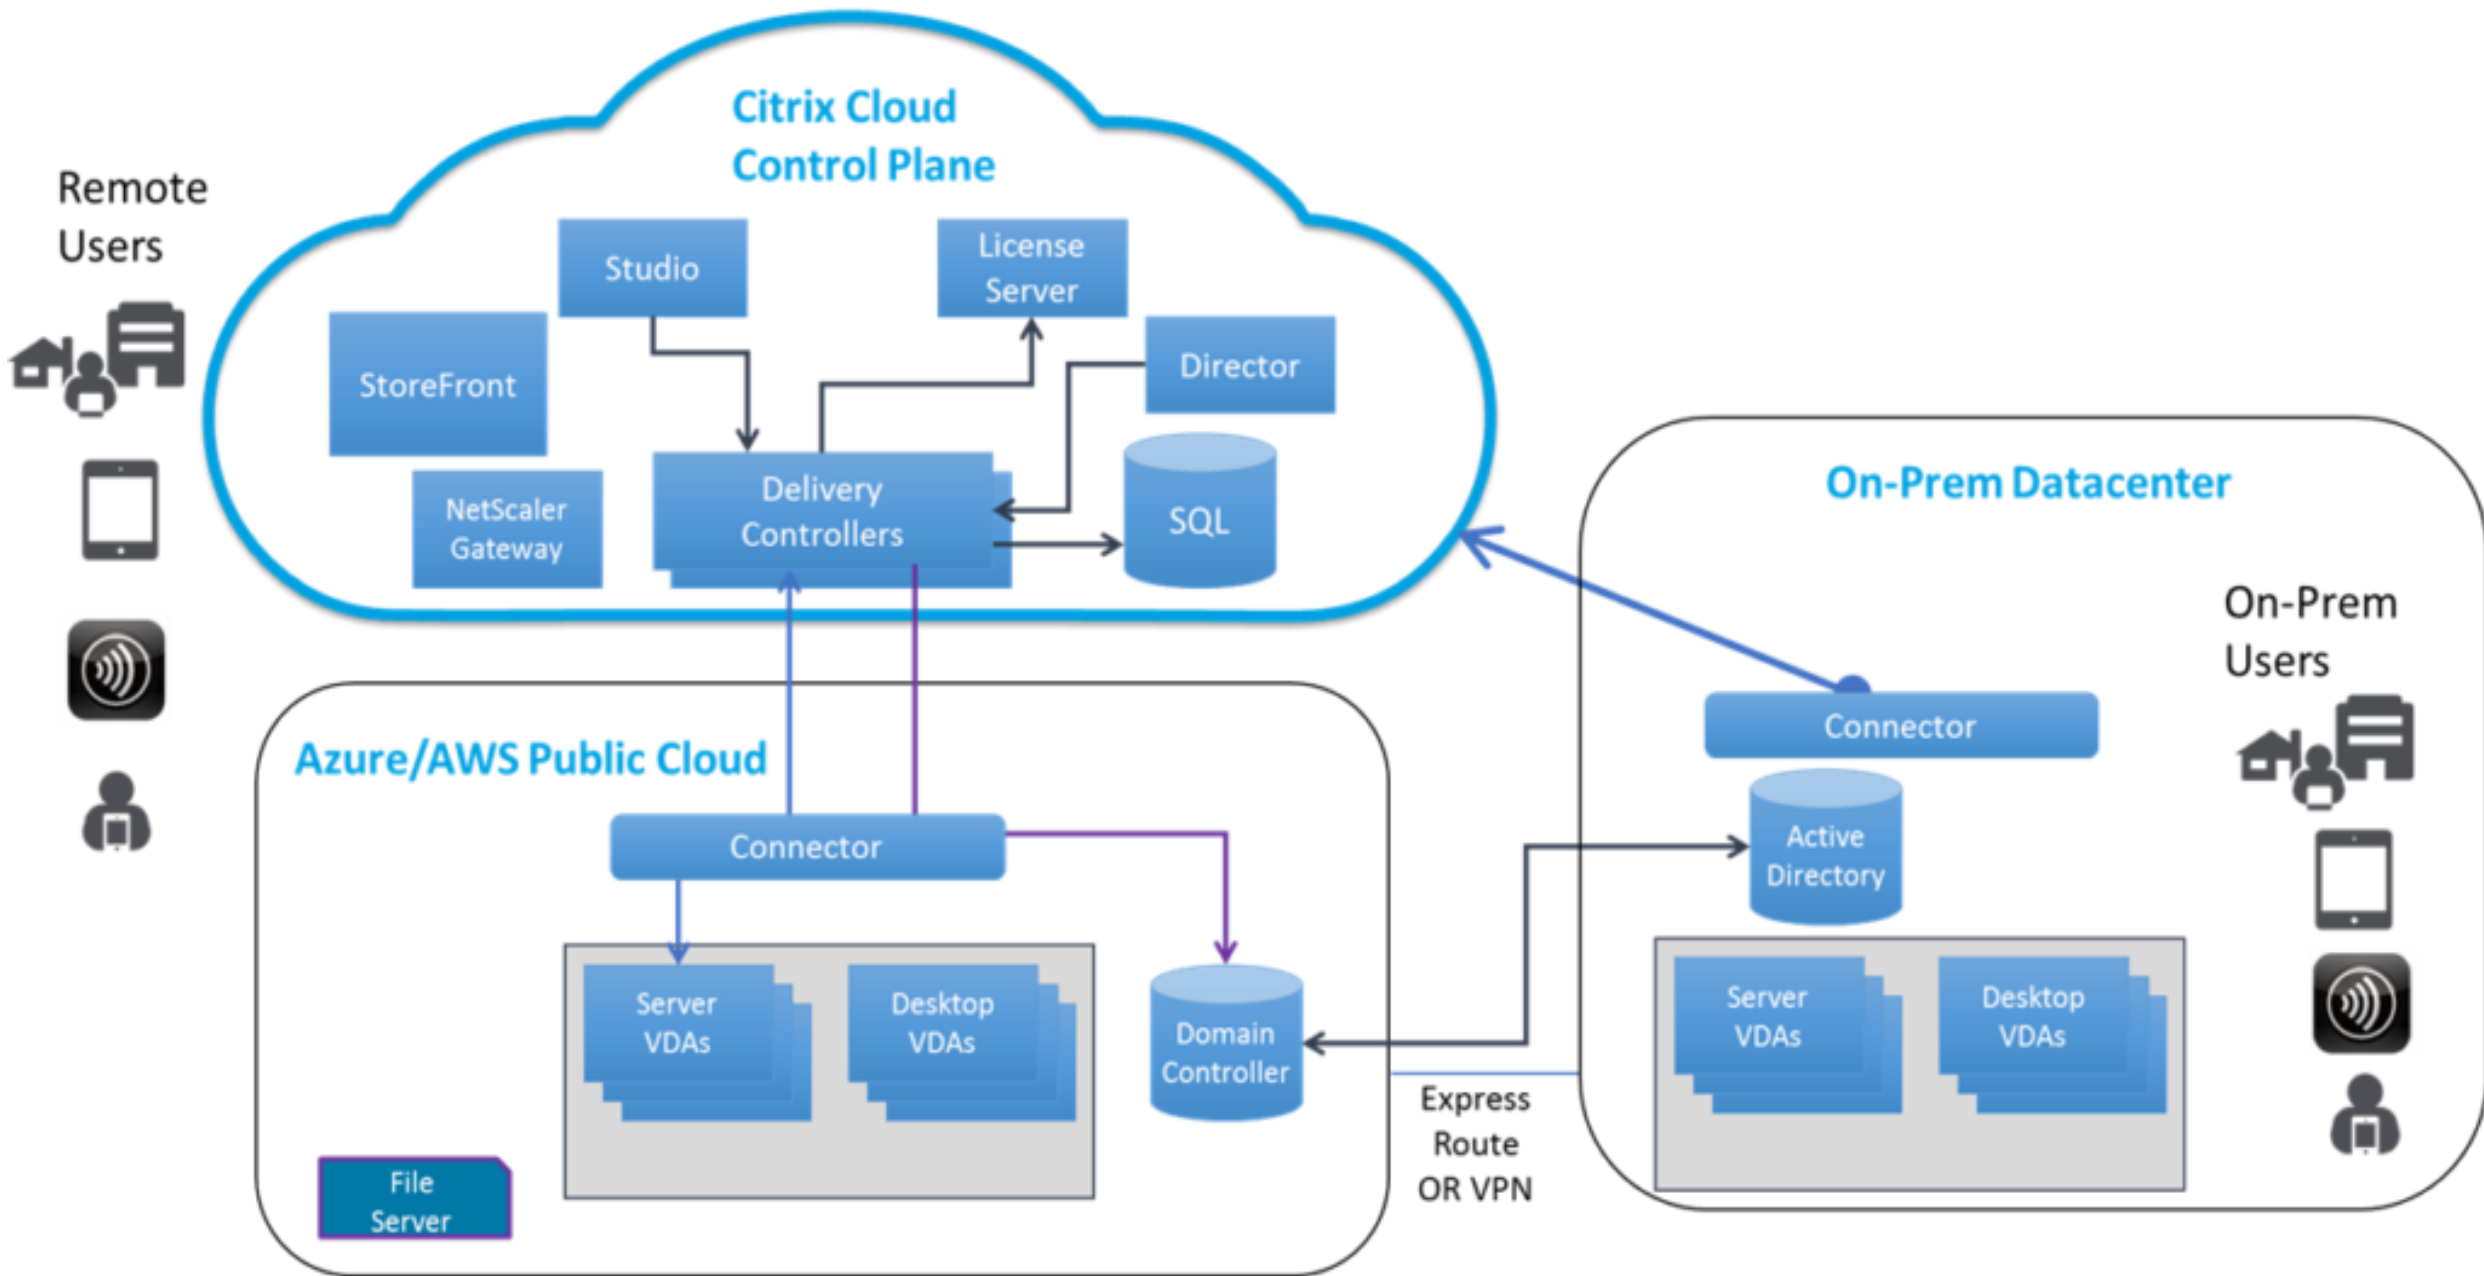 Citrix Cloud
Control Plane
Remote
Users
Studio
License
Server
StoreFront
Director
NetScaler
Gateway
Delivery
Controllers
SQL
On-Prem Datacenter
On-Prem
Users
Connector
Azure/AWS Public Cloud
Connector
Active
Directory
Server
VDAs
Desktop
VDAs
Domain
Controller
Server
VDAs
Desktop
VDAs
Express
Route
OR VPN
File
Server